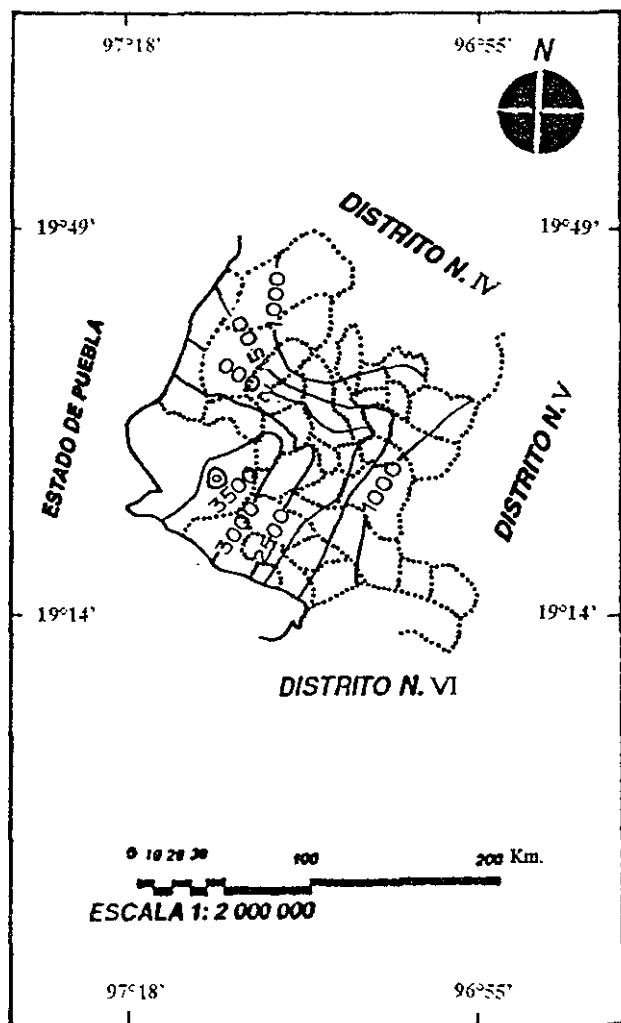 97°18' 96°55'
N
19°49' 19°49'
DISTRITO N. IV
1000
1500
2000
ESTADO DE PUEBLA
DISTRITO N. V
3500
3000
2500
1000
19°14' 19°14'
DISTRITO N. VI
0 10 20 30 100 200 Km.
ESCALA 1: 2 000 000
97°18' 96°55'